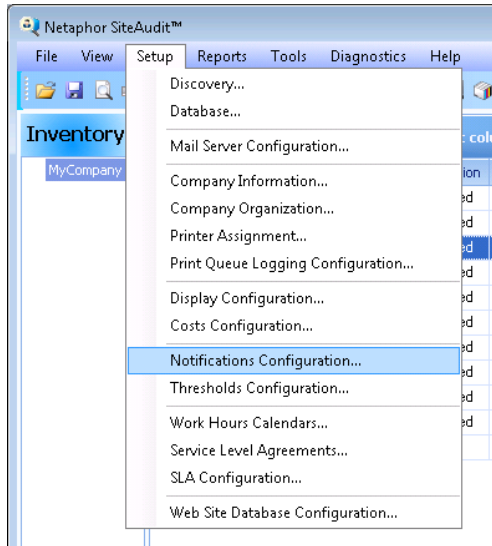 Netaphor SiteAudit™
File View Setup Reports Tools Diagnostics Help
Discovery...
Database...
Inventory
Mail Server Configuration...
MyCompany
Company Information...
Company Organization...
Printer Assignment...
Print Queue Logging Configuration...
Display Configuration...
Costs Configuration...
Notifications Configuration...
Thresholds Configuration...
Work Hours Calendars...
Service Level Agreements...
SLA Configuration...
Web Site Database Configuration...